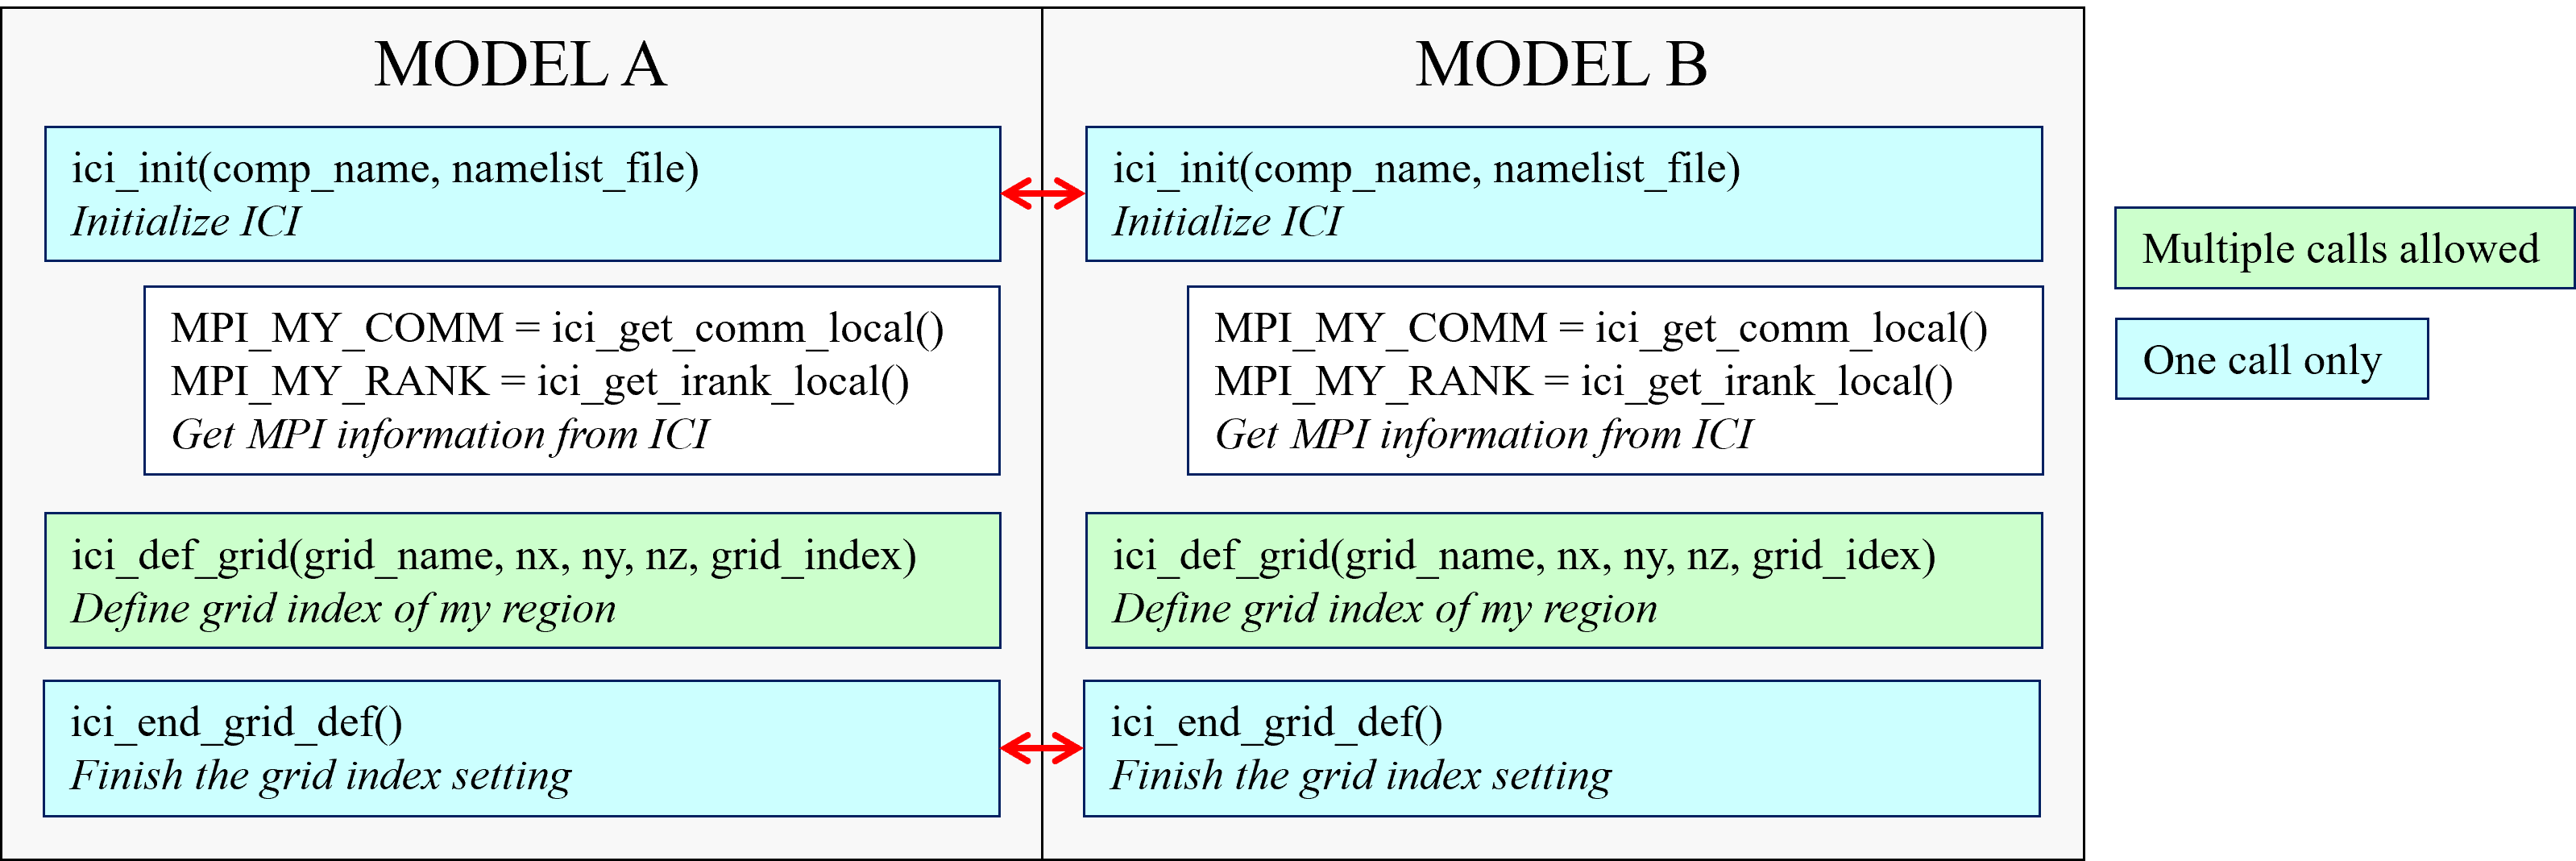 MODEL A
ici_init(comp_name, namelist_file)
Initialize ICI
MPI_MY_COMM = ici_get_comm_local()
MPI_MY_RANK = ici_get_irank_local()
Get MPI information from ICI
ici_def_grid(grid_name, nx, ny, nz, grid_index)
Define grid index of my region
ici_end_grid_def()
Finish the grid index setting
MODEL B
ici_init(comp_name, namelist_file)
Initialize ICI
MPI_MY_COMM = ici_get_comm_local()
MPI_MY_RANK = ici_get_irank_local()
Get MPI information from ICI
ici_def_grid(grid_name, nx, ny, nz, grid_idex)
Define grid index of my region
ici_end_grid_def()
Finish the grid index setting
Multiple calls allowed
One call only